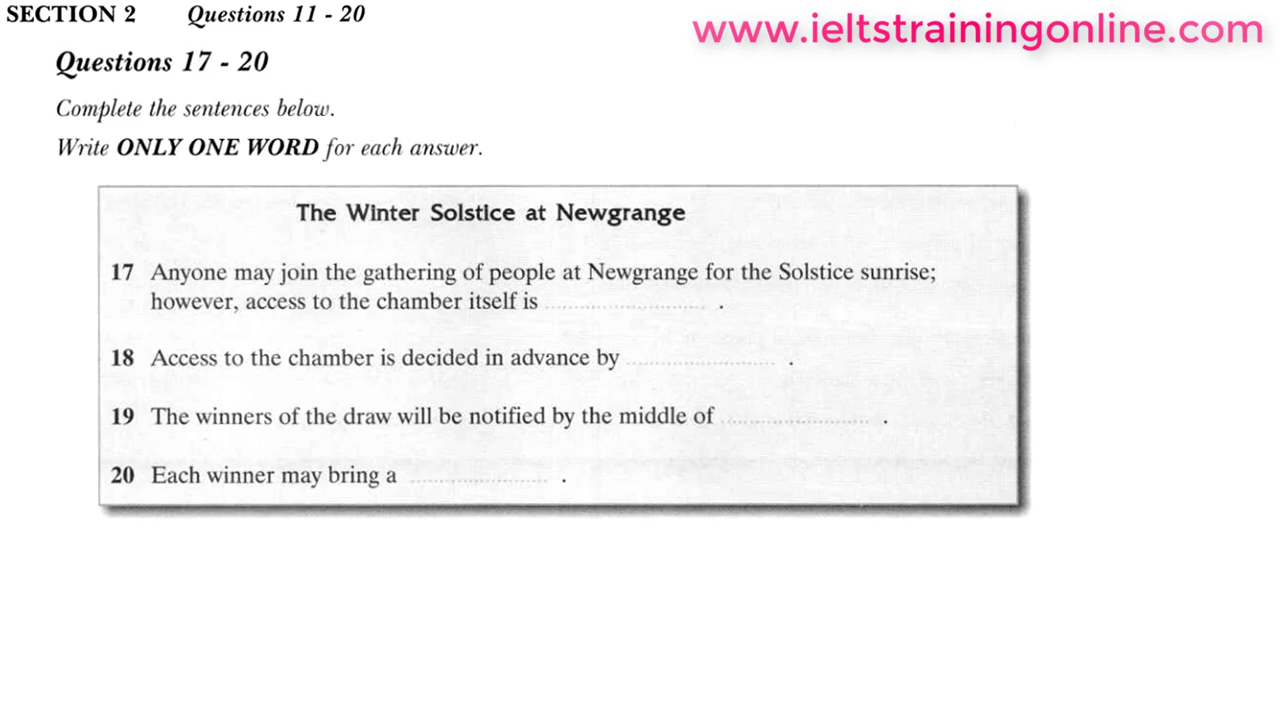 SECTION 2 Questions 11 - 20
www.ieltstrainingonline.com
Questions 17 - 20
Complete the sentences below.
Write ONLY ONE WORD for each answer.
The Winter Solstice at Newgrange
17 Anyone may join the gathering of people at Newgrange for the Solstice sunrise;
however, access to the chamber itself is ........................... .
18 Access to the chamber is decided in advance by ........................... .
19 The winners of the draw will be notified by the middle of ........................... .
20 Each winner may bring a ........................... .